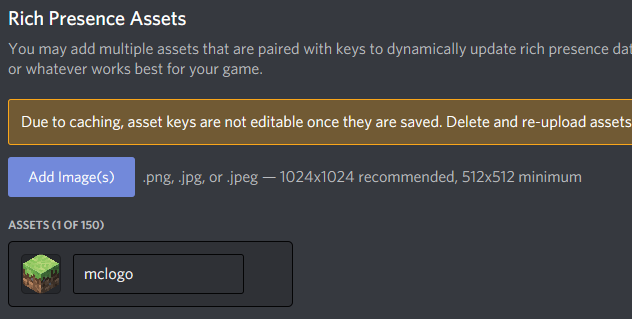 Rich Presence Assets
You may add multiple assets that are paired with keys to dynamically update rich presence
or whatever works best for your game.
Due to caching, asset keys are not editable once they are saved. Delete and re-upload assets
Add Image(s)
.png, .jpg, or .jpeg — 1024x1024 recommended, 512x512 minimum
ASSETS (1 OF 150)
mclogo